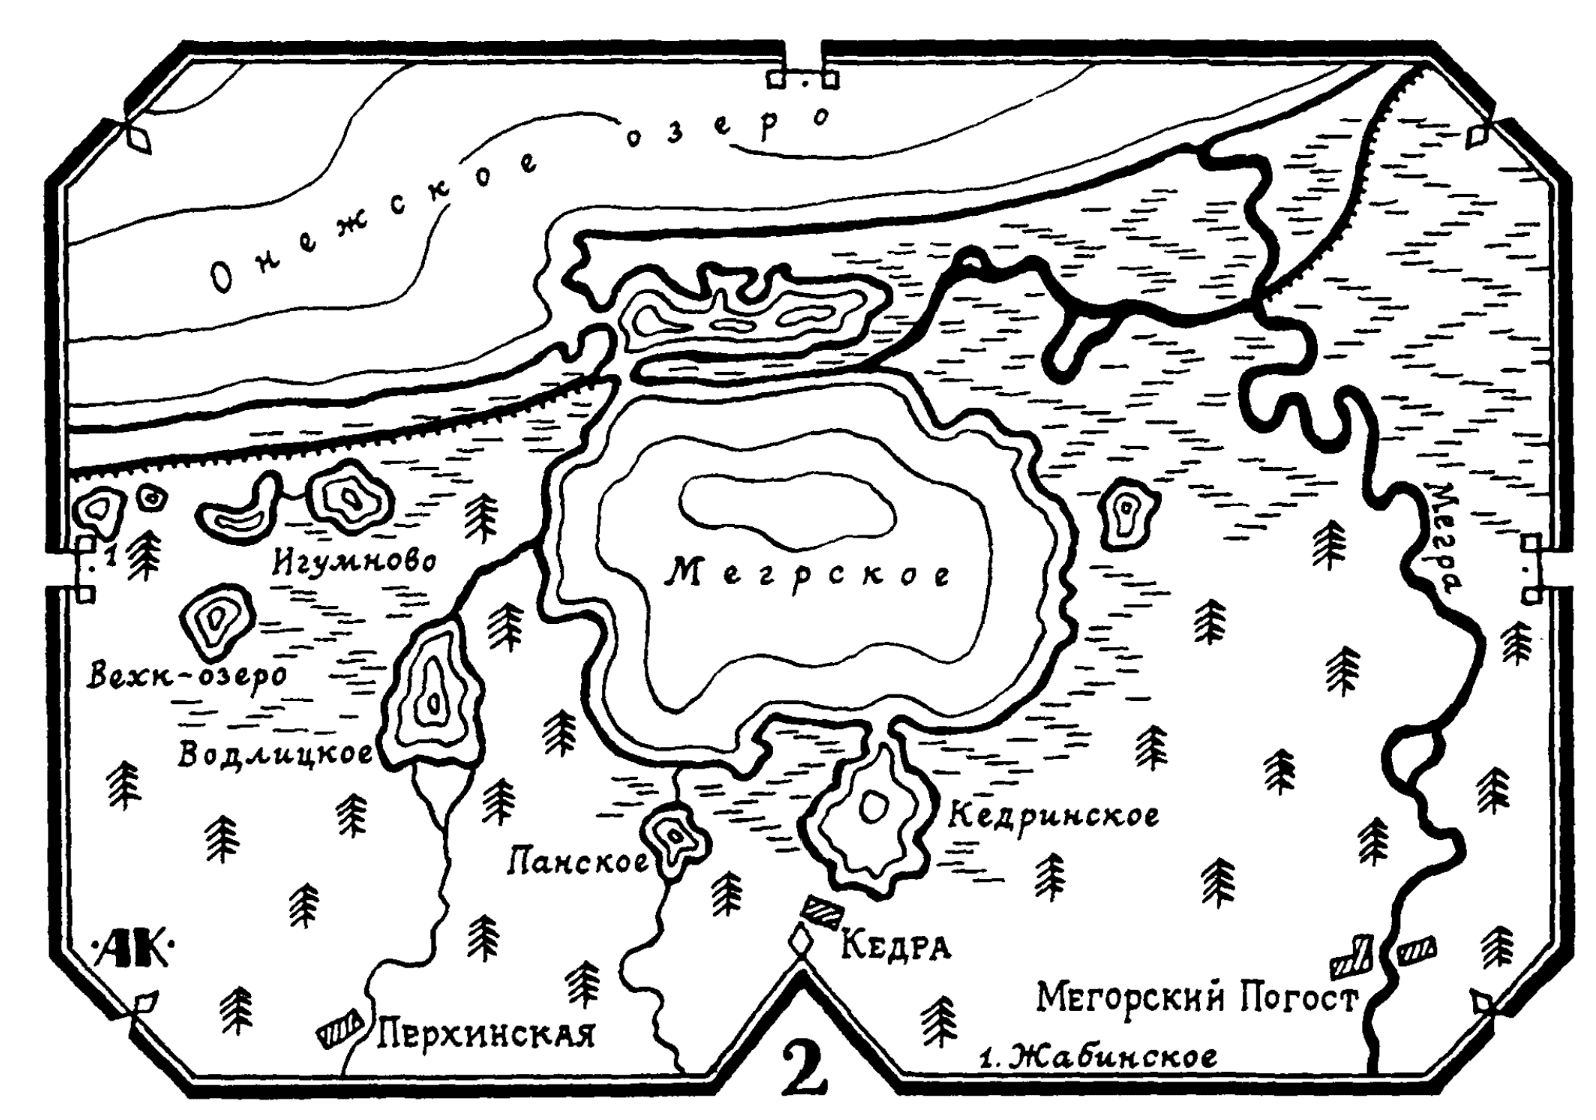 Онежское озеро
1
Игумново
Мегрское
Мегра
Вехк-озеро
Водлицкое
Кедринское
Панское
·АК·
КЕДРА
МЕГОРСКИЙ ПОГОСТ
ПЕРХИНСКАЯ
1. Жабинское
2